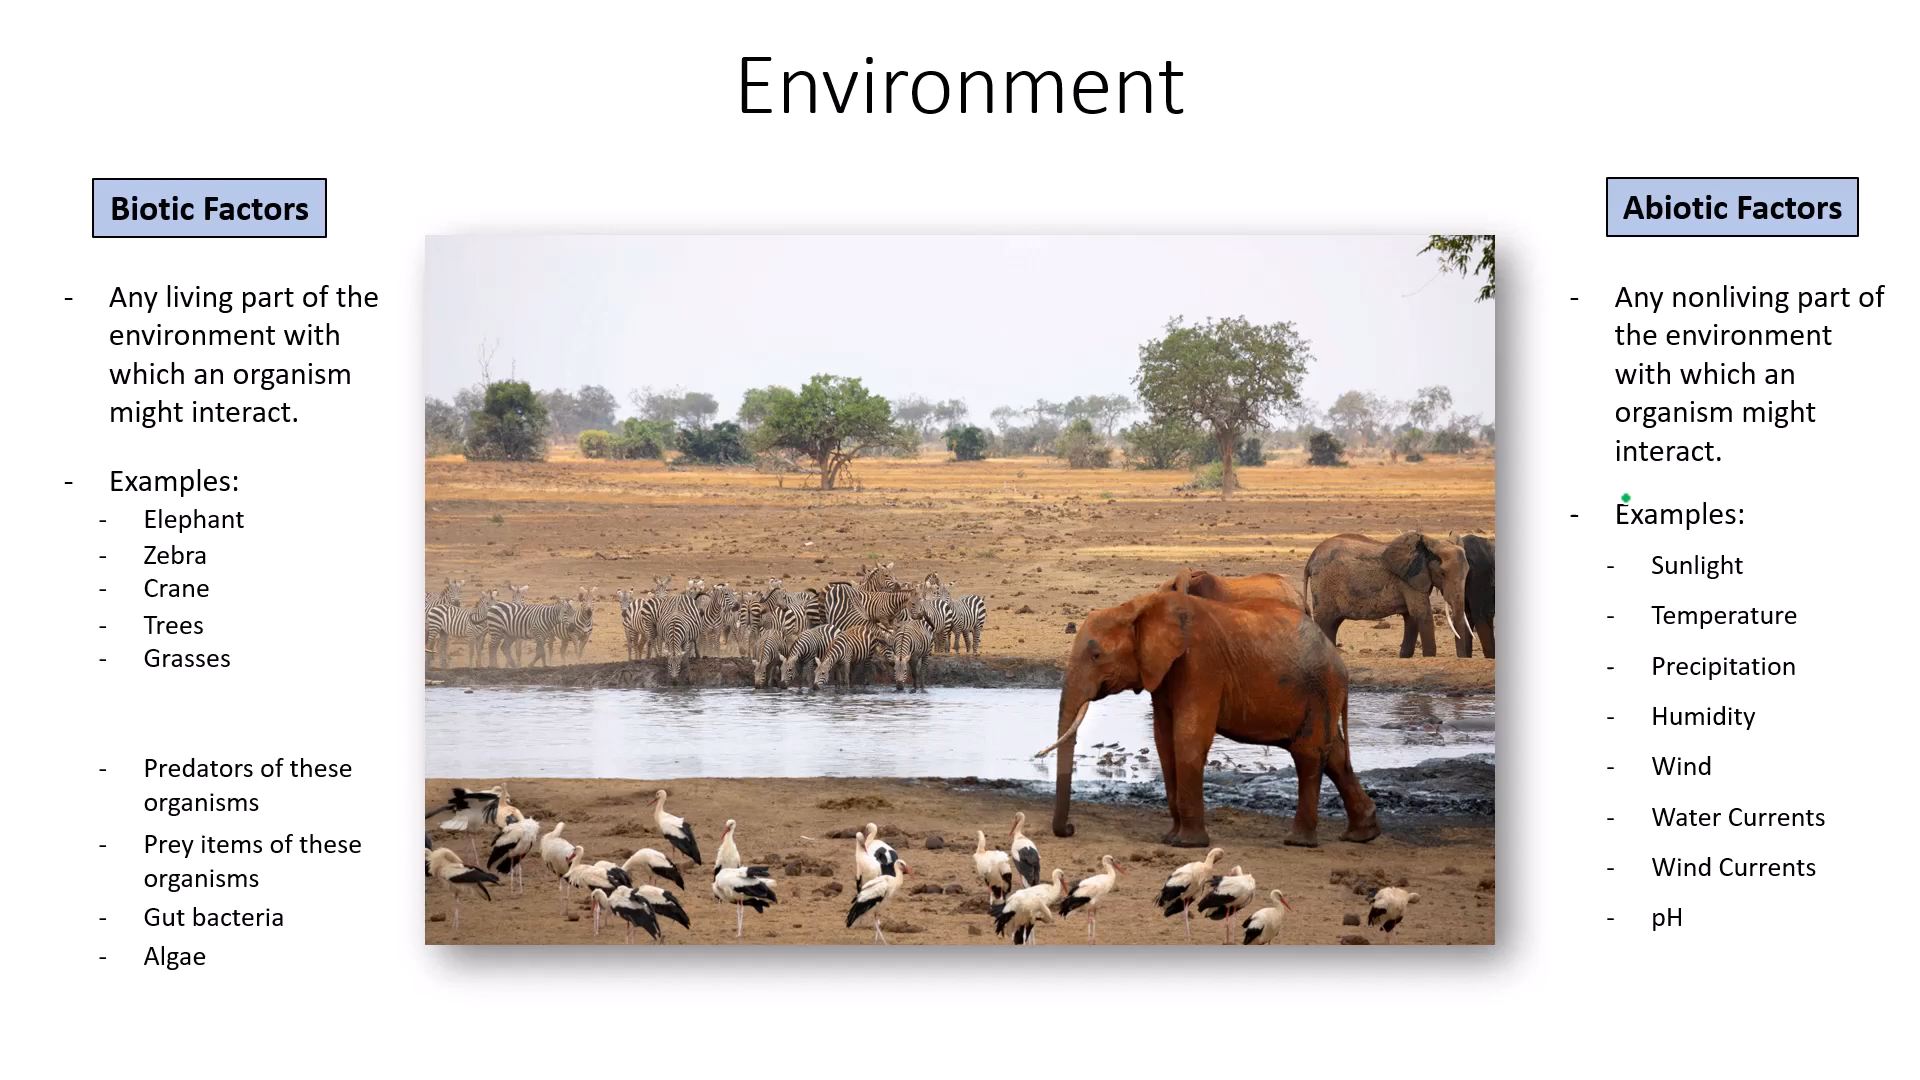 Environment
Biotic Factors
- Any living part of the
environment with
which an organism
might interact.
- Examples:
- Elephant
- Zebra
- Crane
- Trees
- Grasses
- Predators of these
organisms
- Prey items of these
organisms
- Gut bacteria
- Algae
Abiotic Factors
- Any nonliving part of
the environment
with which an
organism might
interact.
- Examples:
- Sunlight
- Temperature
- Precipitation
- Humidity
- Wind
- Water Currents
- Wind Currents
- pH